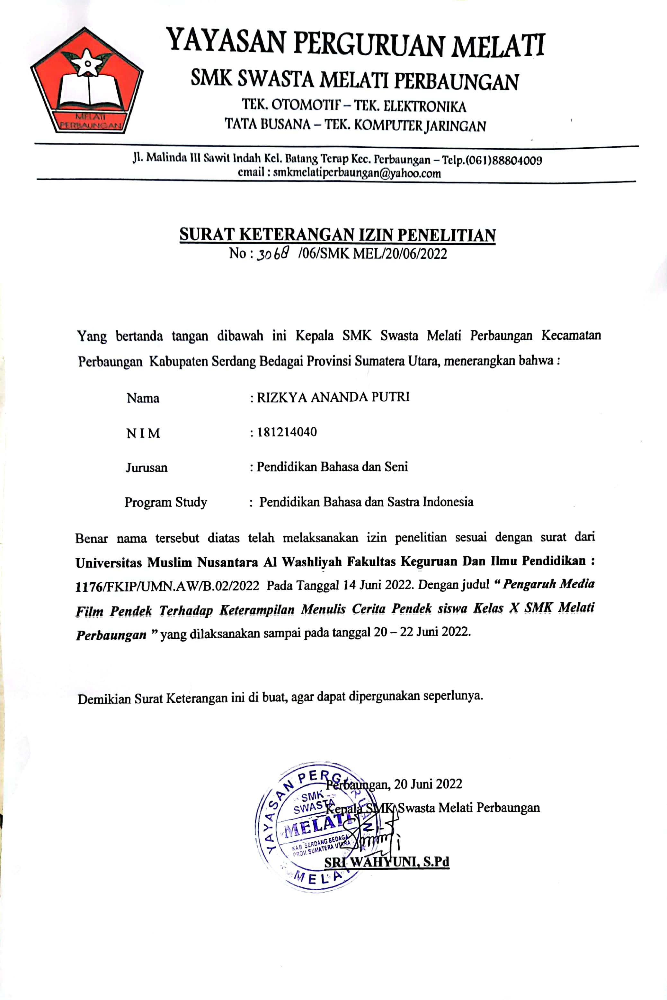 YAYASAN PERGURUAN MELATI
SMK SWASTA MELATI PERBAUNGAN
TEK. OTOMOTIF – TEK. ELEKTRONIKA
TATA BUSANA – TEK. KOMPUTER JARINGAN
MELATI
PERBAUNGAN
Jl. Malinda III Sawit Indah Kel. Batang Terap Kec. Perbaungan – Telp.(061)88804009
email : smkmelatiperbaungan@yahoo.com
SURAT KETERANGAN IZIN PENELITIAN
No : 3068 /06/SMK MEL/20/06/2022
Yang bertanda tangan dibawah ini Kepala SMK Swasta Melati Perbaungan Kecamatan
Perbaungan Kabupaten Serdang Bedagai Provinsi Sumatera Utara, menerangkan bahwa :
Nama : RIZKYA ANANDA PUTRI
N I M : 181214040
Jurusan : Pendidikan Bahasa dan Seni
Program Study : Pendidikan Bahasa dan Sastra Indonesia
Benar nama tersebut diatas telah melaksanakan izin penelitian sesuai dengan surat dari
Universitas Muslim Nusantara Al Washliyah Fakultas Keguruan Dan Ilmu Pendidikan :
1176/FKIP/UMN.AW/B.02/2022 Pada Tanggal 14 Juni 2022. Dengan judul “ Pengaruh Media
Film Pendek Terhadap Keterampilan Menulis Cerita Pendek siswa Kelas X SMK Melati
Perbaungan ” yang dilaksanakan sampai pada tanggal 20 – 22 Juni 2022.
Demikian Surat Keterangan ini di buat, agar dapat dipergunakan seperlunya.
Perbaungan, 20 Juni 2022
Kepala SMK Swasta Melati Perbaungan
YAYASAN PERGURUAN
SMK
SWASTA
MELATI
KAB. SERDANG BEDAGAI
PROV. SUMATERA UTARA
MELATI
SRI WAHYUNI, S.Pd